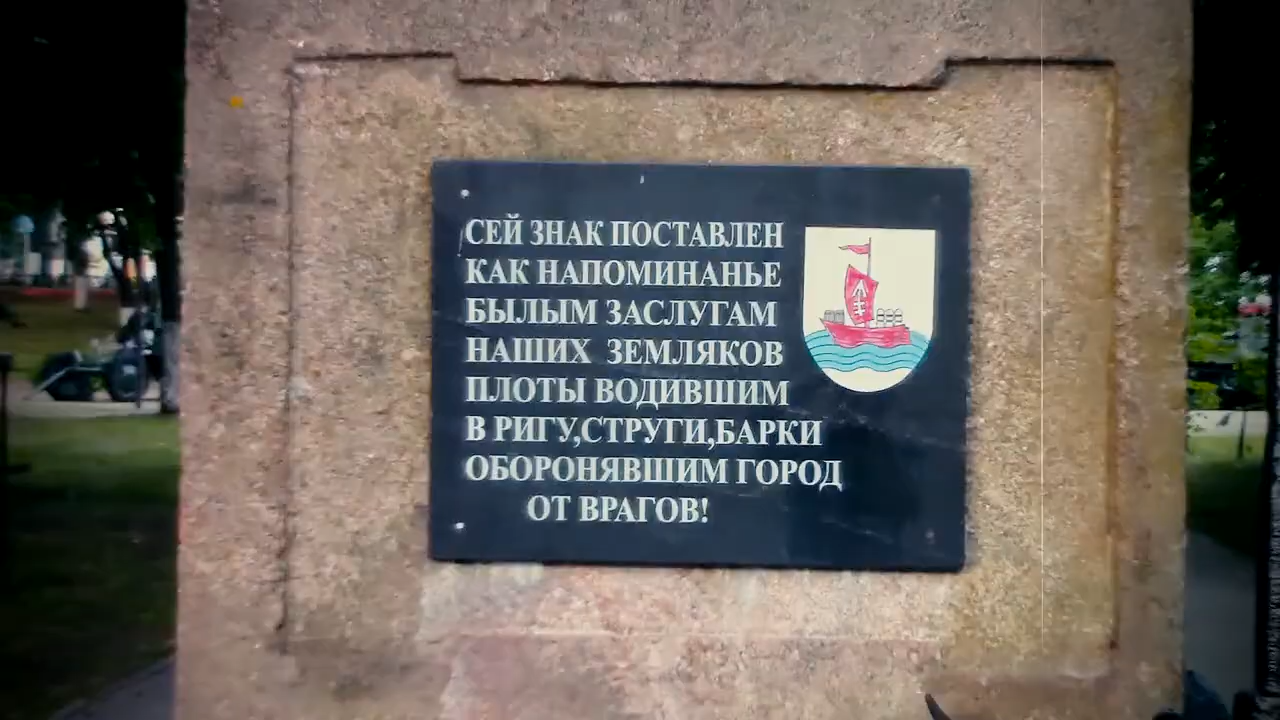 СЕЙ ЗНАК ПОСТАВЛЕН
КАК НАПОМИНАНЬЕ
БЫЛЫМ ЗАСЛУГАМ
НАШИХ ЗЕМЛЯКОВ
ПЛОТЫ ВОДИВШИМ
В РИГУ,СТРУГИ,БАРКИ
ОБОРОНЯВШИМ ГОРОД
ОТ ВРАГОВ!